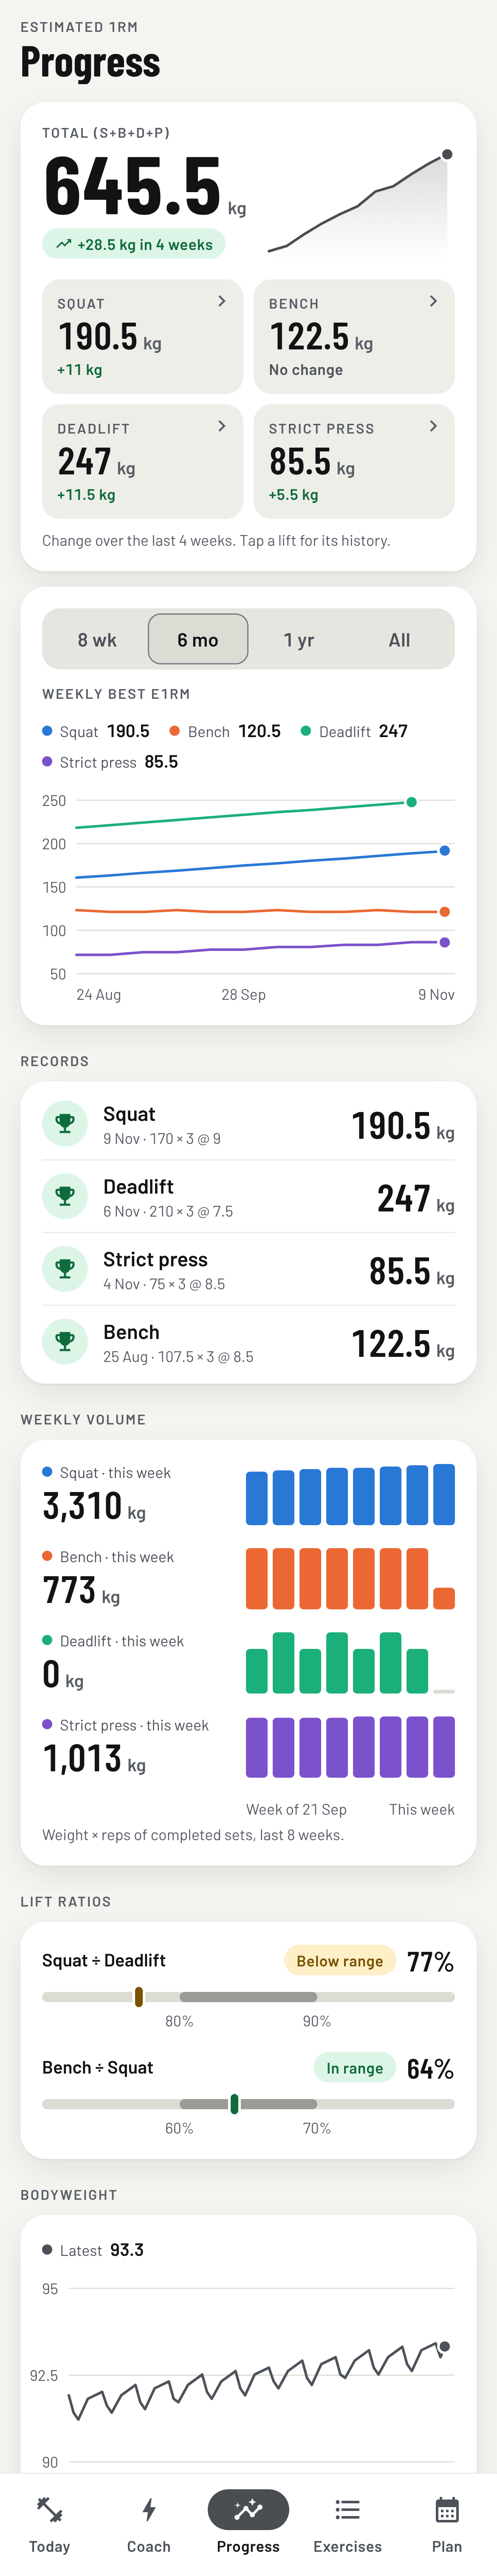 ESTIMATED 1RM
Progress
TOTAL (S+B+D+P)
645.5 kg
+28.5 kg in 4 weeks
SQUAT
190.5 kg
+11 kg
BENCH
122.5 kg
No change
DEADLIFT
247 kg
+11.5 kg
STRICT PRESS
85.5 kg
+5.5 kg
Change over the last 4 weeks. Tap a lift for its history.
8 wk 6 mo 1 yr All
WEEKLY BEST E1RM
Squat 190.5 Bench 120.5 Deadlift 247
Strict press 85.5
250
200
150
100
50
24 Aug 28 Sep 9 Nov
RECORDS
Squat
9 Nov · 170 × 3 @ 9
190.5 kg
Deadlift
6 Nov · 210 × 3 @ 7.5
247 kg
Strict press
4 Nov · 75 × 3 @ 8.5
85.5 kg
Bench
25 Aug · 107.5 × 3 @ 8.5
122.5 kg
WEEKLY VOLUME
Squat · this week
3,310 kg
Bench · this week
773 kg
Deadlift · this week
0 kg
Strict press · this week
1,013 kg
Week of 21 Sep This week
Weight × reps of completed sets, last 8 weeks.
LIFT RATIOS
Squat ÷ Deadlift Below range 77%
80% 90%
Bench ÷ Squat In range 64%
60% 70%
BODYWEIGHT
Latest 93.3
95
92.5
90
Today Coach Progress Exercises Plan